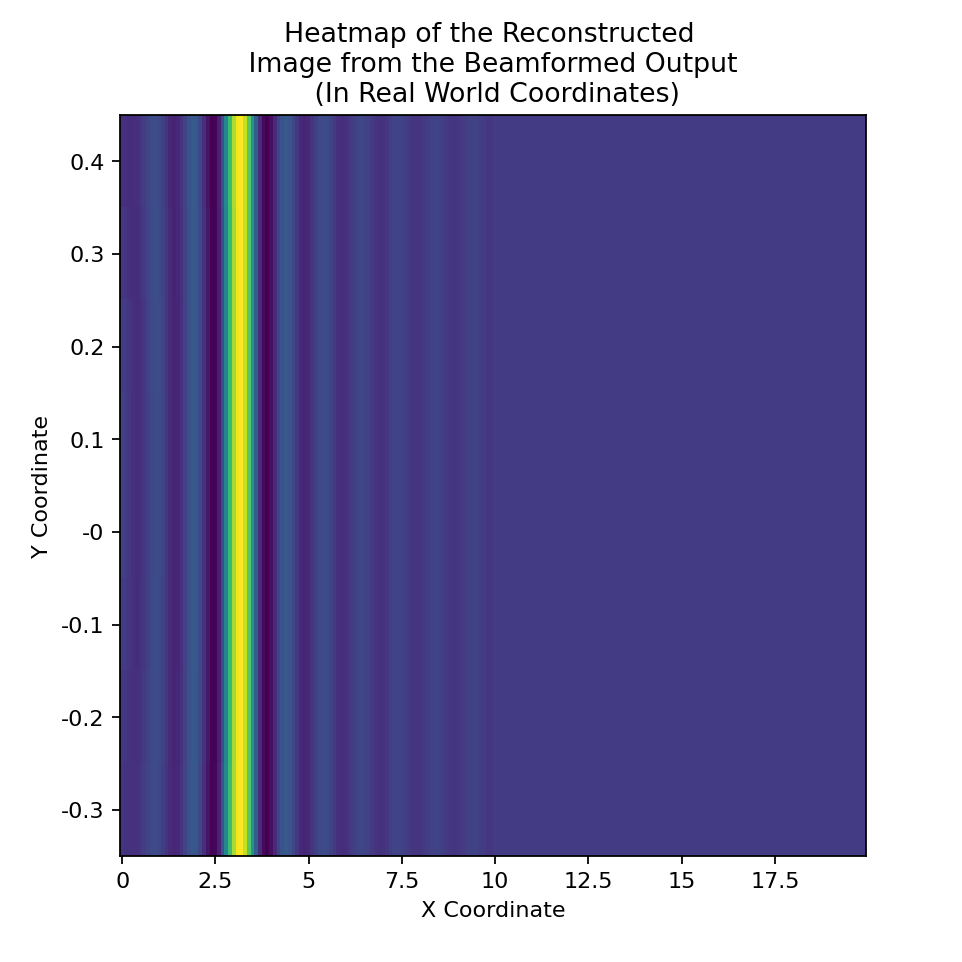 Heatmap of the Reconstructed
Image from the Beamformed Output
(In Real World Coordinates)
0.4
0.3
0.2
0.1
-0
-0.1
-0.2
-0.3
Y Coordinate
0 2.5 5 7.5 10 12.5 15 17.5
X Coordinate